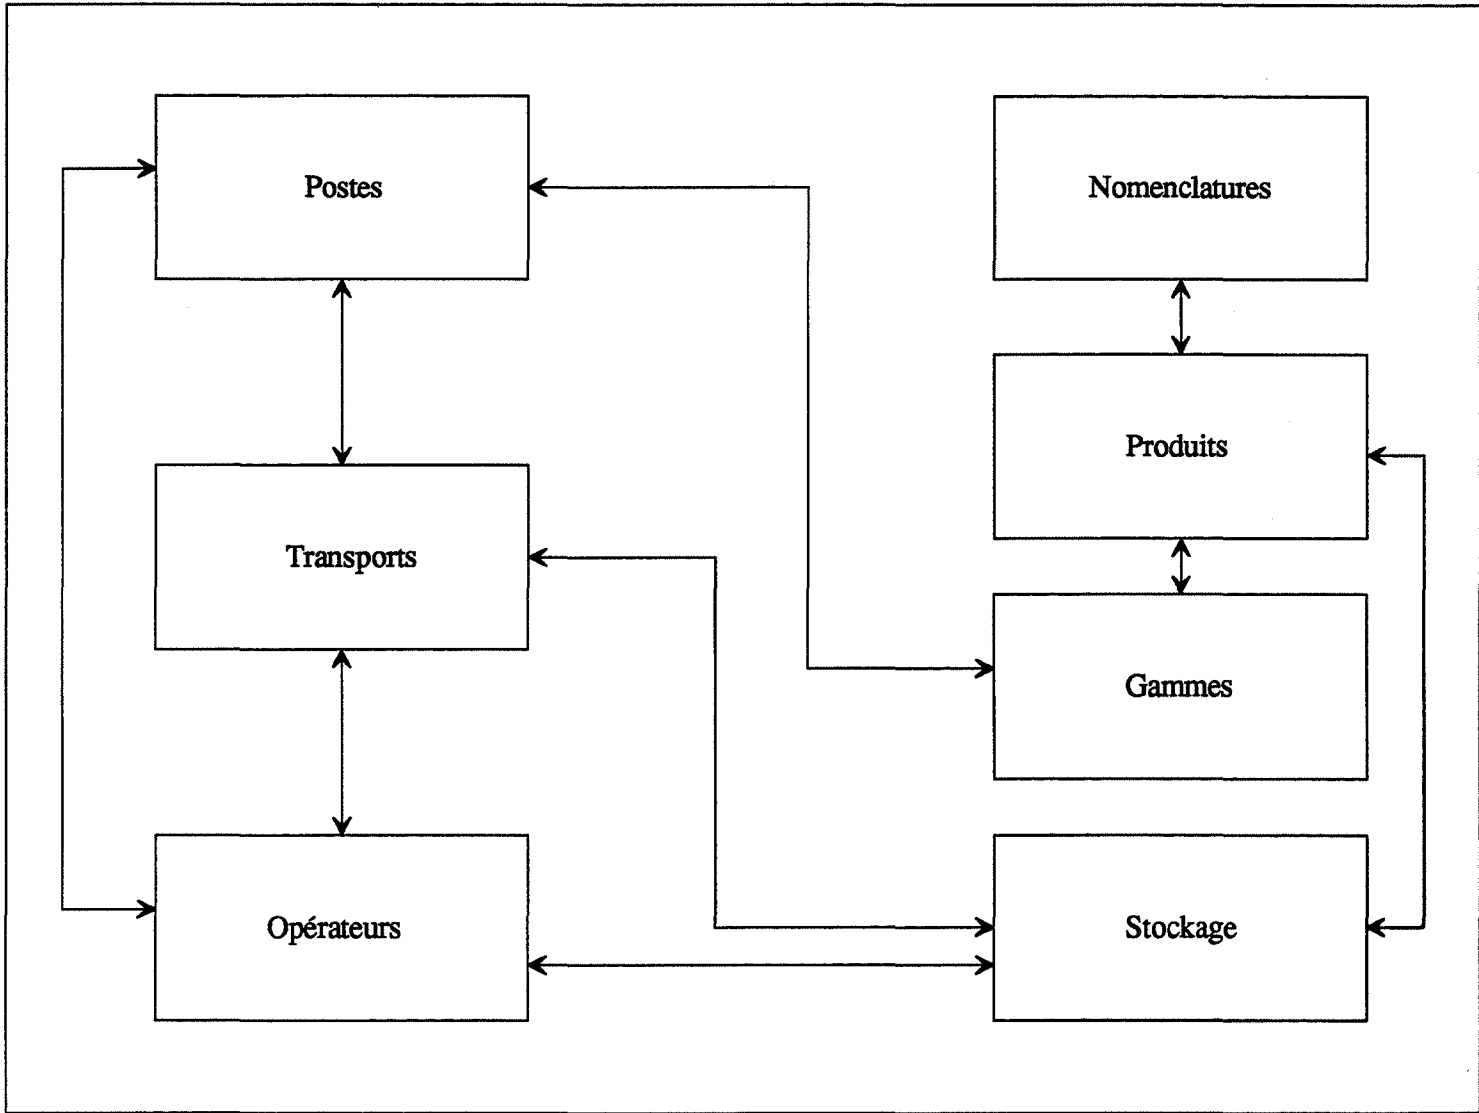 Postes
Nomenclatures
Produits
Transports
Gammes
Opérateurs
Stockage